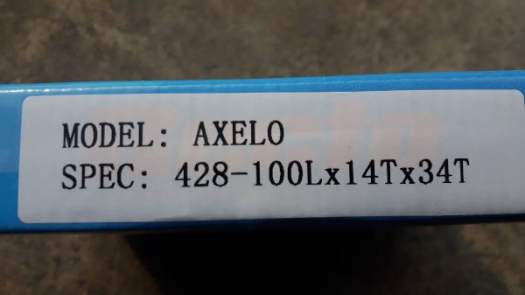 MODEL: AXELO
SPEC: 428-100Lx14Tx34T